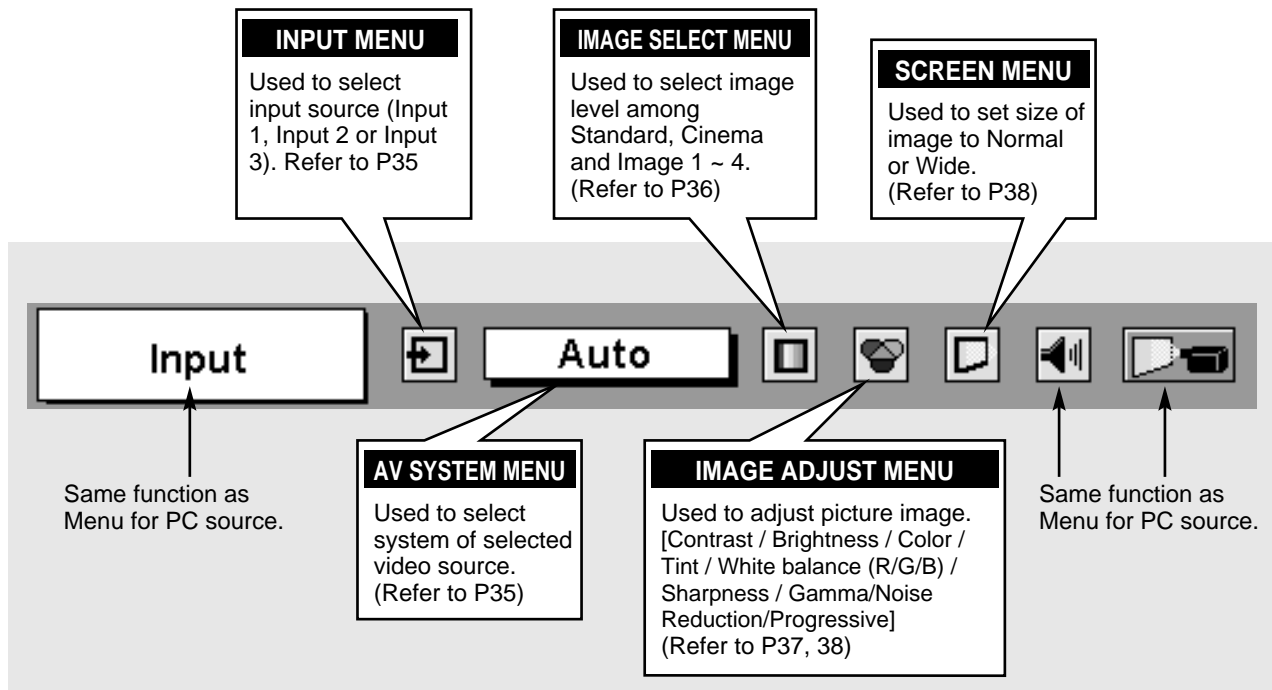 INPUT MENU
Used to select
input source (Input
1, Input 2 or Input
3). Refer to P35
IMAGE SELECT MENU
Used to select image
level among
Standard, Cinema
and Image 1 ~ 4.
(Refer to P36)
SCREEN MENU
Used to set size of
image to Normal
or Wide.
(Refer to P38)
Input
Auto
Same function as
Menu for PC source.
AV SYSTEM MENU
Used to select
system of selected
video source.
(Refer to P35)
IMAGE ADJUST MENU
Used to adjust picture image.
[Contrast / Brightness / Color /
Tint / White balance (R/G/B) /
Sharpness / Gamma/Noise
Reduction/Progressive]
(Refer to P37, 38)
Same function as
Menu for PC source.